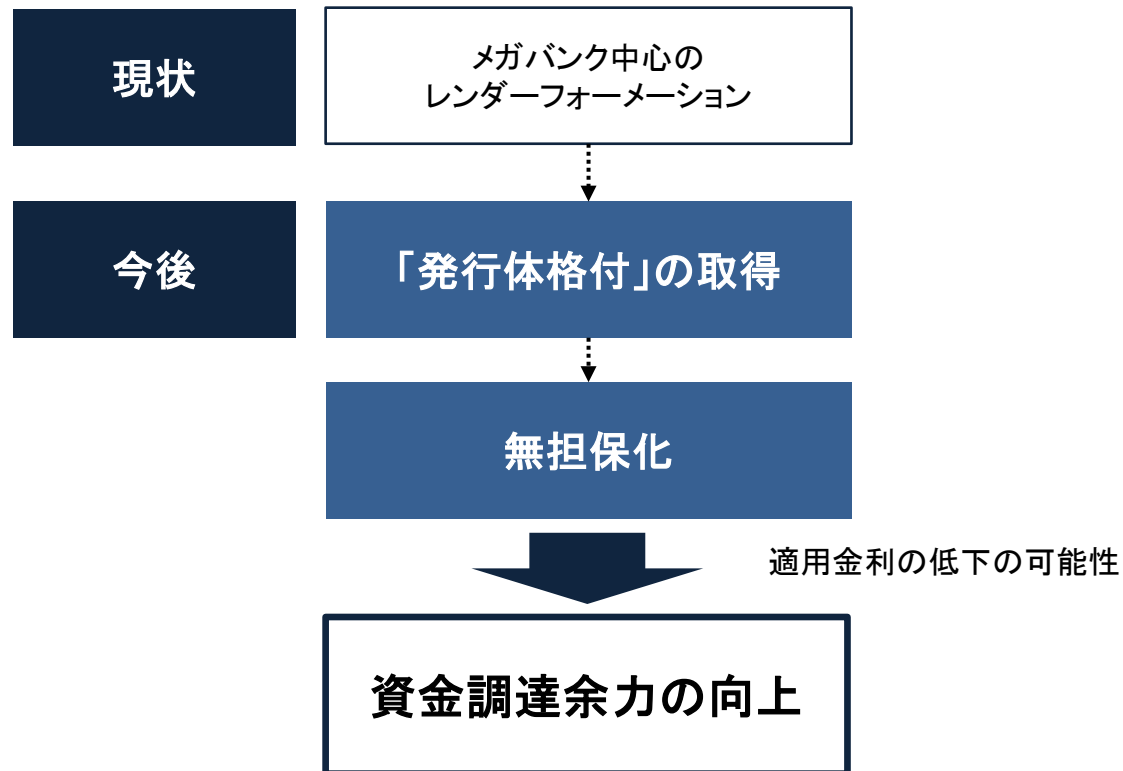 現状
メガバンク中心の
レンダーフォーメーション
今後
「発行体格付」の取得
無担保化
適用金利の低下の可能性
資金調達余力の向上